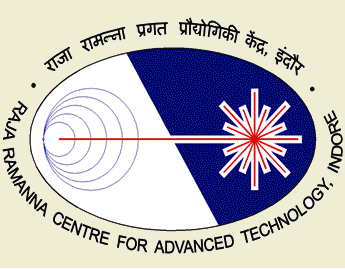 • राजा रामन्ना प्रगत प्रौद्योगिकी केंद्र, इंदौर •
RAJA RAMANNA CENTRE FOR ADVANCED TECHNOLOGY, INDORE